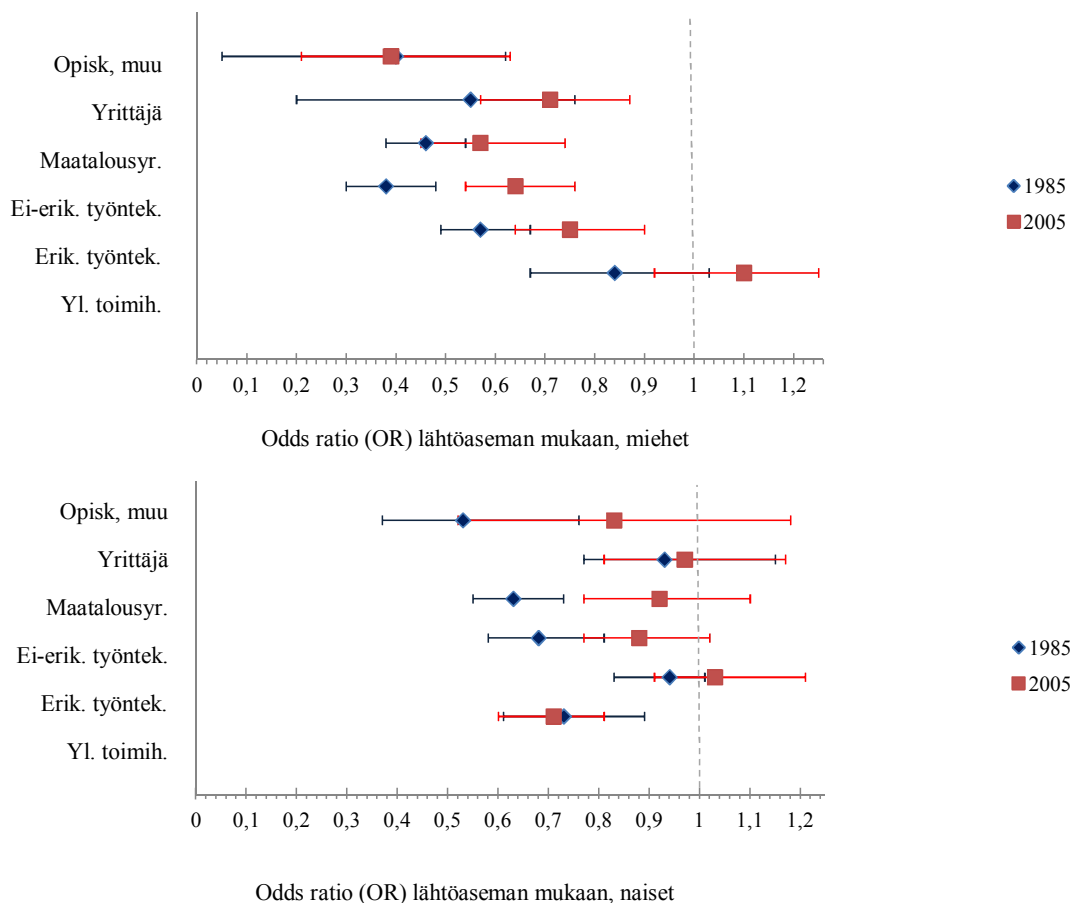 Opisk, muu
Yrittäjä
Maatalousyr.
Ei-erik. työntek.
Erik. työntek.
Yl. toimih.
1985
2005
0 0,1 0,2 0,3 0,4 0,5 0,6 0,7 0,8 0,9 1 1,1 1,2
Odds ratio (OR) lähtöaseman mukaan, miehet
Opisk, muu
Yrittäjä
Maatalousyr.
Ei-erik. työntek.
Erik. työntek.
Yl. toimih.
1985
2005
0 0,1 0,2 0,3 0,4 0,5 0,6 0,7 0,8 0,9 1 1,1 1,2
Odds ratio (OR) lähtöaseman mukaan, naiset